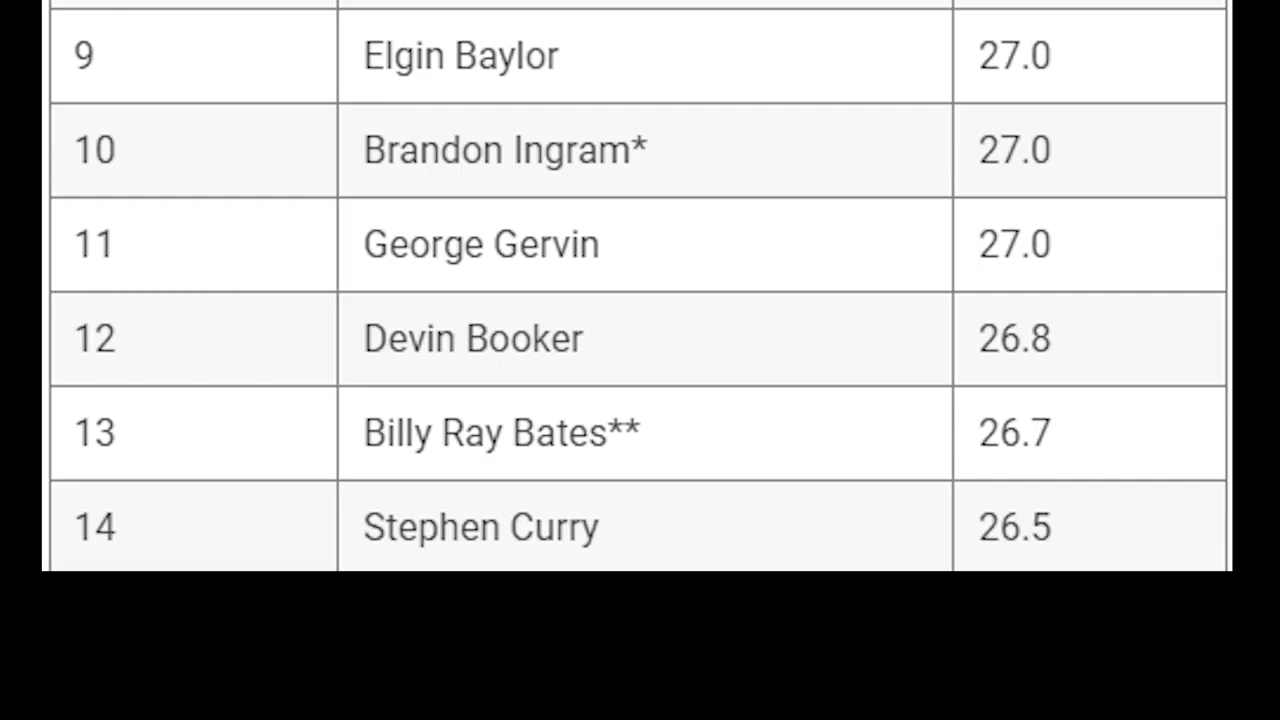 9 Elgin Baylor 27.0
10 Brandon Ingram* 27.0
11 George Gervin 27.0
12 Devin Booker 26.8
13 Billy Ray Bates** 26.7
14 Stephen Curry 26.5